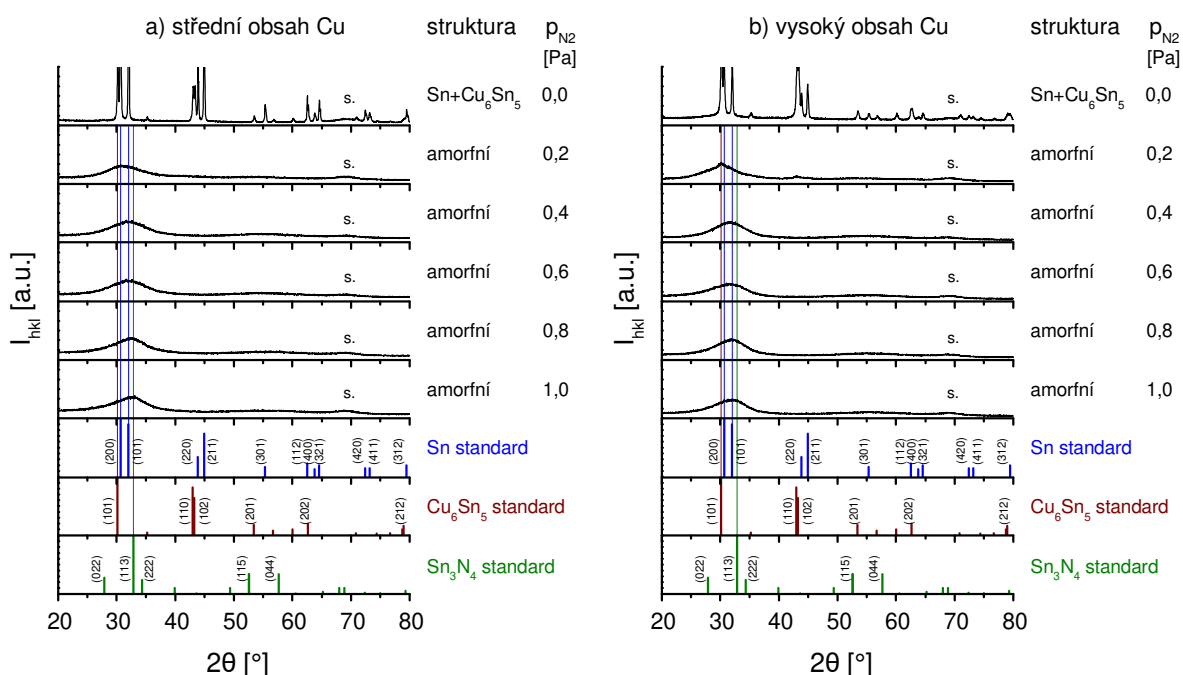 a) střední obsah Cu struktura p_N2 [Pa]
Sn+Cu6Sn5 0,0
s.
amorfní 0,2
s.
amorfní 0,4
s.
amorfní 0,6
s.
amorfní 0,8
s.
amorfní 1,0
s.
(200) (101) (220) (211) (301) (112) (400) (321) (420) (411) (312)
Sn standard
(101) (110) (102) (201) (202) (212)
Cu6Sn5 standard
(022) (113) (222) (115) (044)
Sn3N4 standard
20 30 40 50 60 70 80
2θ [°]
I_hkl [a.u.]
b) vysoký obsah Cu struktura p_N2 [Pa]
Sn+Cu6Sn5 0,0
s.
amorfní 0,2
s.
amorfní 0,4
s.
amorfní 0,6
s.
amorfní 0,8
s.
amorfní 1,0
s.
(200) (101) (220) (211) (301) (112) (400) (321) (420) (411) (312)
Sn standard
(101) (110) (102) (201) (202) (212)
Cu6Sn5 standard
(022) (113) (222) (115) (044)
Sn3N4 standard
20 30 40 50 60 70 80
2θ [°]
I_hkl [a.u.]